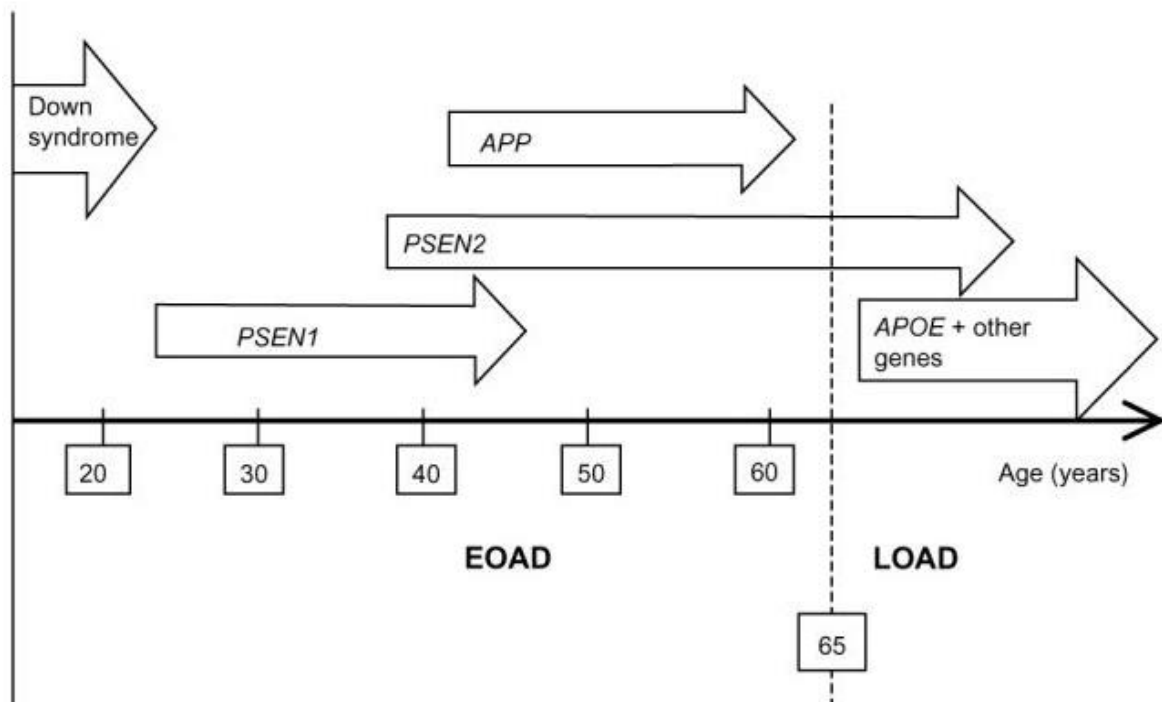 Down
syndrome
APP
PSEN2
PSEN1
APOE + other
genes
20
30
40
50
60
Age (years)
EOAD
LOAD
65